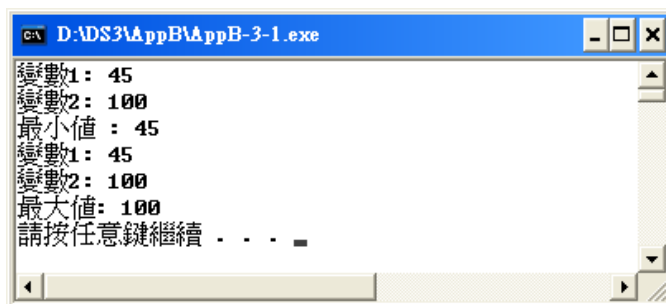 D:\DS3\AppB\AppB-3-1.exe
變數1: 45
變數2: 100
最小值 : 45
變數1: 45
變數2: 100
最大值: 100
請按任意鍵繼續 . . .